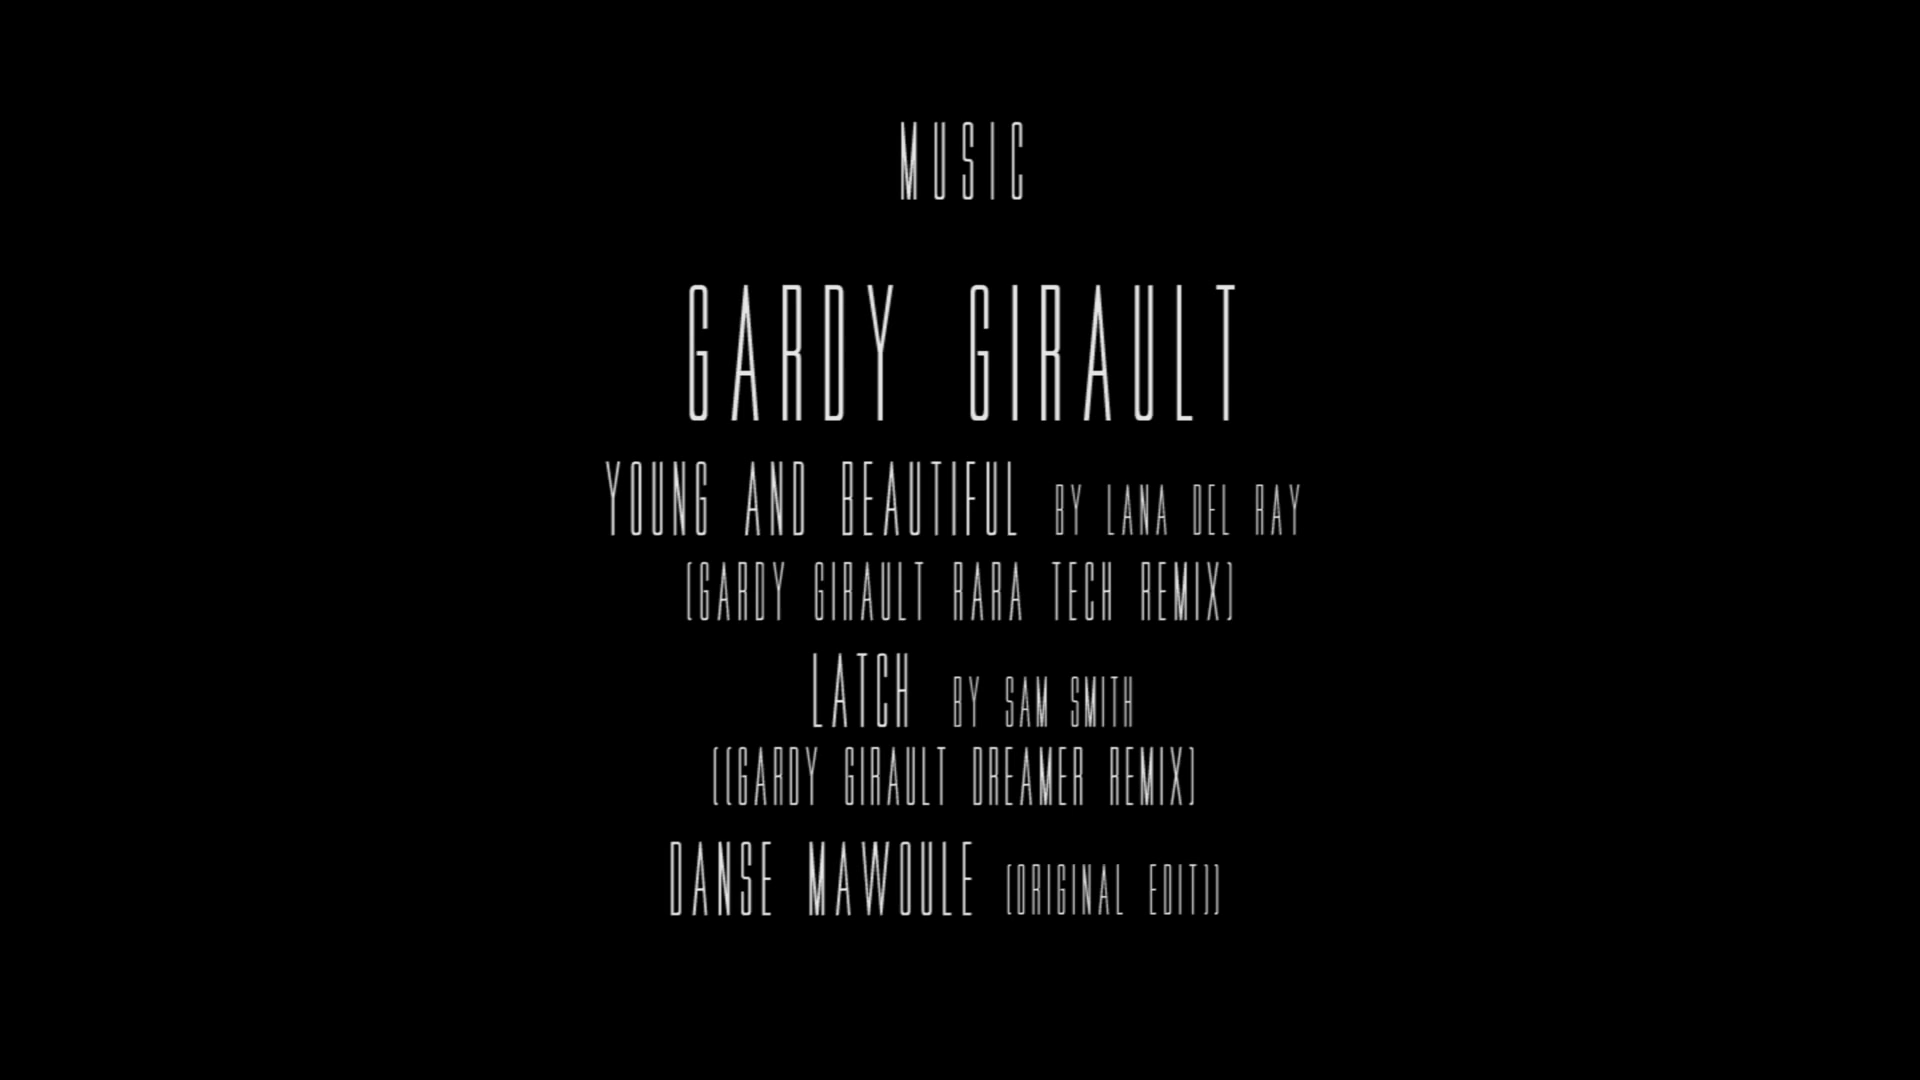 MUSIC
GARDY GIRAULT
YOUNG AND BEAUTIFUL BY LANA DEL RAY
(GARDY GIRAULT RARA TECH REMIX)
LATCH BY SAM SMITH
((GARDY GIRAULT DREAMER REMIX)
DANSE MAWOULE (ORIGINAL EDIT))